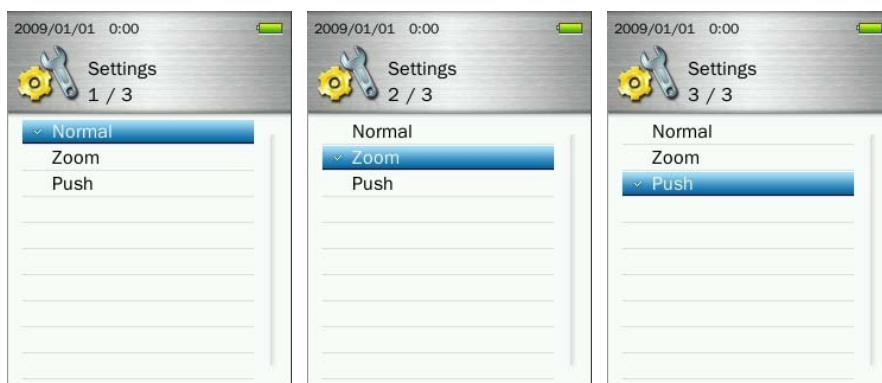 2009/01/01 0:00
Settings
1 / 3
Normal
Zoom
Push
2009/01/01 0:00
Settings
2 / 3
Normal
Zoom
Push
2009/01/01 0:00
Settings
3 / 3
Normal
Zoom
Push